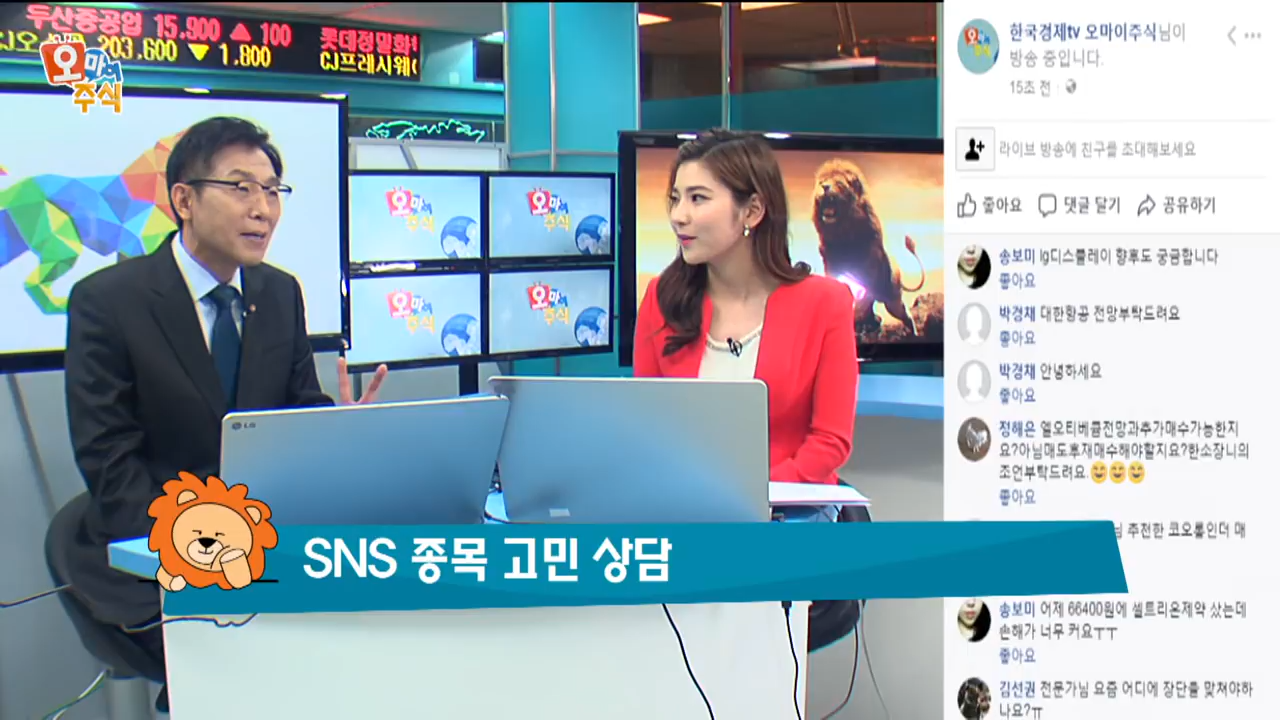 두산중공업 15,900 ▲ 100
롯데정밀화
CJ오 203,600 ▼ 1,800
CJ프레시웨
오마이
주식
오마이
주식
오마이
주식
오마이
주식
오마이
주식
LG
SNS 종목 고민 상담
한국경제tv 오마이주식님이
방송 중입니다.
15초 전
라이브 방송에 친구를 초대해보세요
좋아요 댓글 달기 공유하기
송보미 lg디스플레이 향후도 궁금합니다
좋아요
박경채 대한항공 전망부탁드려요
좋아요
박경채 안녕하세요
좋아요
정해은 엘오티베큠전망과추가매수가능한지
요?아님매도후재매수해야할지요?한소장니의
조언부탁드려요.😄😄😄
좋아요
님 추천한 코오롱인더 매
송보미 어제 66400원에 셀트리온제약 샀는데
손해가 너무 커요ㅜㅜ
좋아요
김선권 전문가님 요즘 어디에 장단를 맞쳐야하
나요?ㅠ